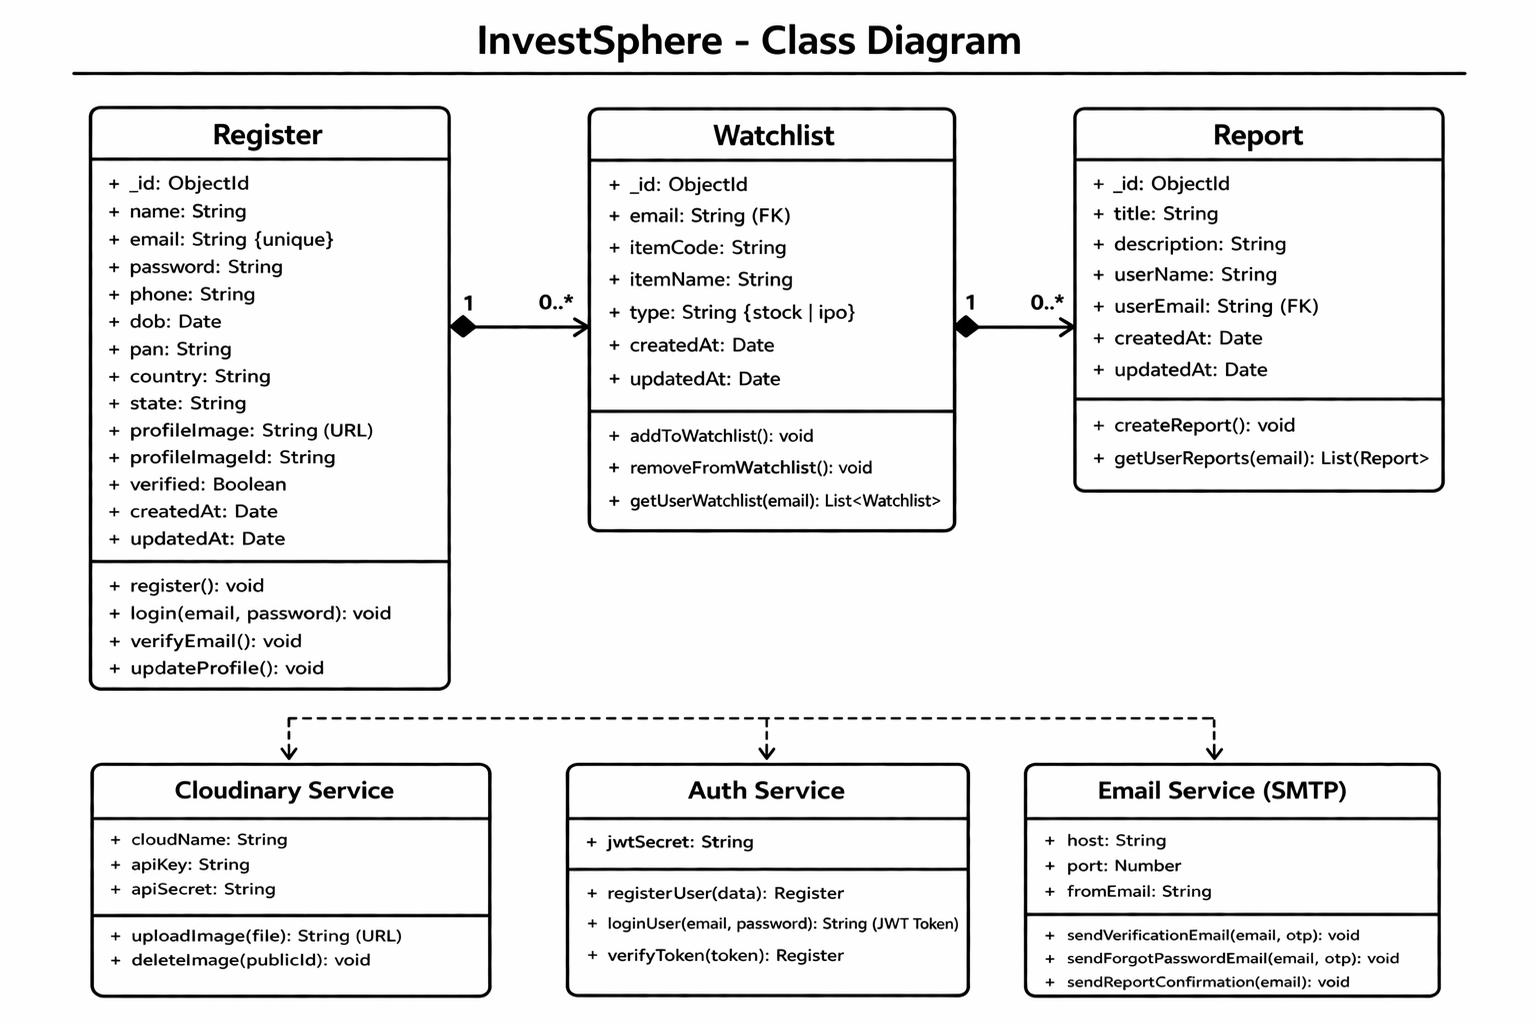 InvestSphere - Class Diagram
Register
+ _id: ObjectId
+ name: String
+ email: String {unique}
+ password: String
+ phone: String
+ dob: Date
+ pan: String
+ country: String
+ state: String
+ profileImage: String (URL)
+ profileImageId: String
+ verified: Boolean
+ createdAt: Date
+ updatedAt: Date
+ register(): void
+ login(email, password): void
+ verifyEmail(): void
+ updateProfile(): void
1 0..*
Watchlist
+ _id: ObjectId
+ email: String (FK)
+ itemCode: String
+ itemName: String
+ type: String {stock | ipo}
+ createdAt: Date
+ updatedAt: Date
+ addToWatchlist(): void
+ removeFromWatchlist(): void
+ getUserWatchlist(email): List<Watchlist>
1 0..*
Report
+ _id: ObjectId
+ title: String
+ description: String
+ userName: String
+ userEmail: String (FK)
+ createdAt: Date
+ updatedAt: Date
+ createReport(): void
+ getUserReports(email): List(Report>
Cloudinary Service
+ cloudName: String
+ apiKey: String
+ apiSecret: String
+ uploadImage(file): String (URL)
+ deleteImage(publicId): void
Auth Service
+ jwtSecret: String
+ registerUser(data): Register
+ loginUser(email, password): String (JWT Token)
+ verifyToken(token): Register
Email Service (SMTP)
+ host: String
+ port: Number
+ fromEmail: String
+ sendVerificationEmail(email, otp): void
+ sendForgotPasswordEmail(email, otp): void
+ sendReportConfirmation(email): void